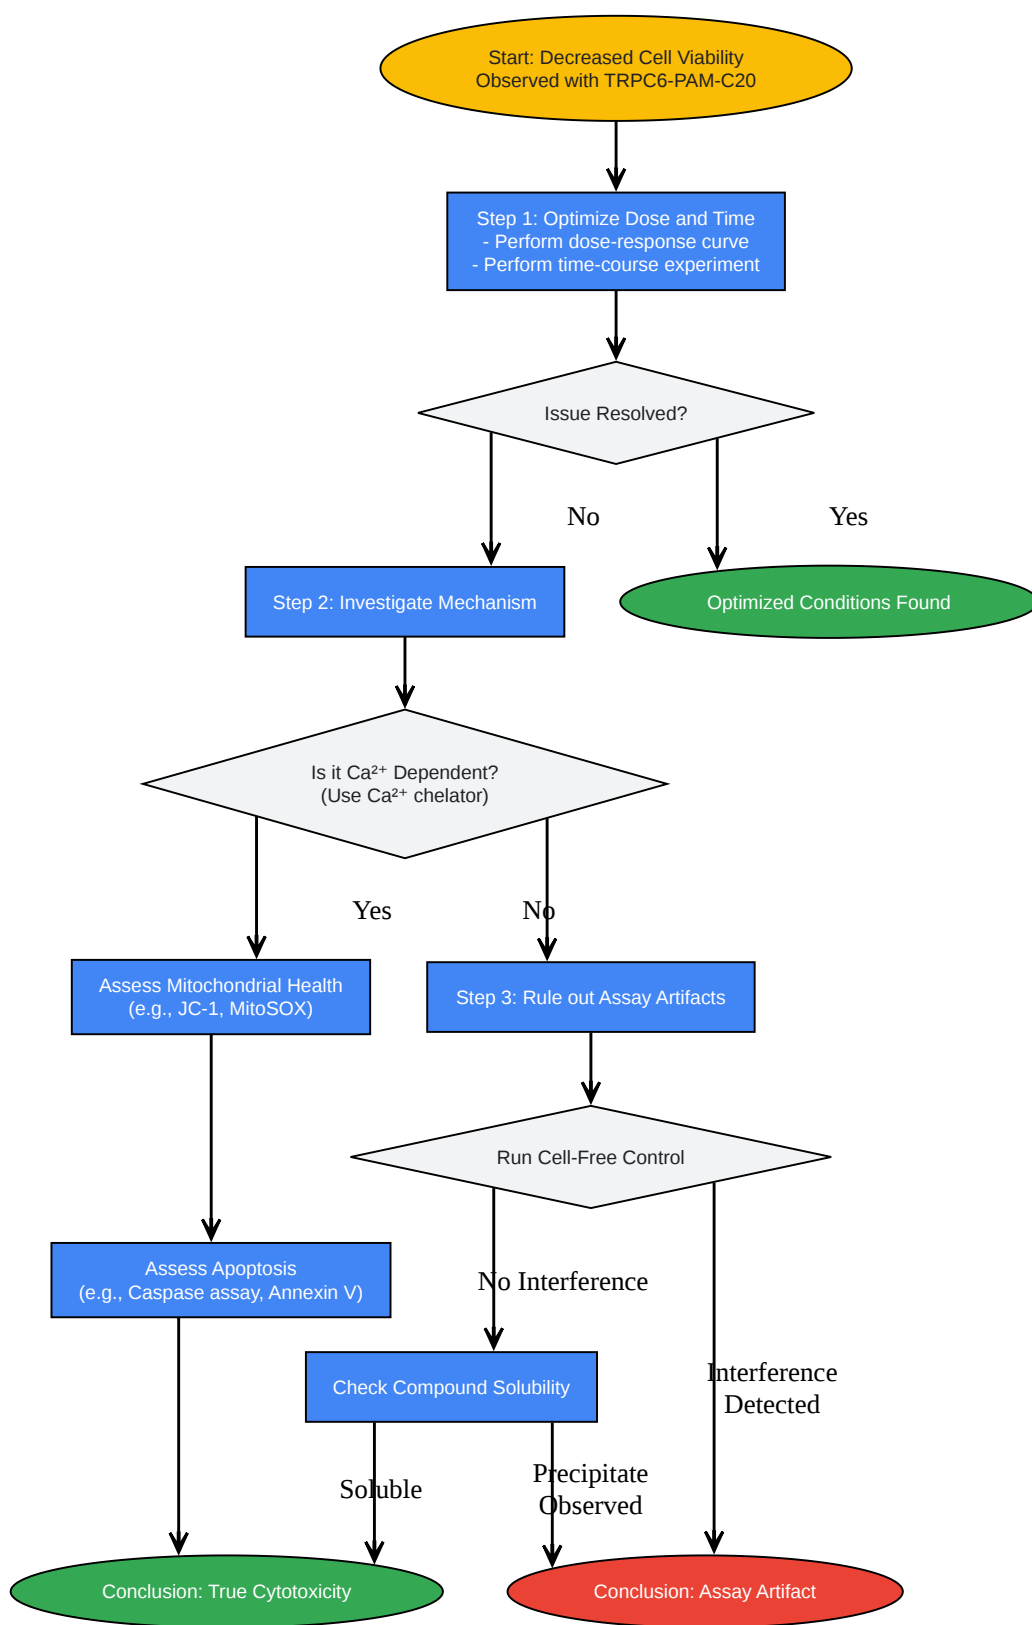 Start: Decreased Cell Viability
Observed with TRPC6-PAM-C20
Step 1: Optimize Dose and Time
- Perform dose-response curve
- Perform time-course experiment
Issue Resolved?
No
Yes
Step 2: Investigate Mechanism
Optimized Conditions Found
Is it Ca²⁺ Dependent?
(Use Ca²⁺ chelator)
Yes
No
Assess Mitochondrial Health
(e.g., JC-1, MitoSOX)
Step 3: Rule out Assay Artifacts
Run Cell-Free Control
Assess Apoptosis
(e.g., Caspase assay, Annexin V)
No Interference
Check Compound Solubility
Interference
Detected
Soluble
Precipitate
Observed
Conclusion: True Cytotoxicity
Conclusion: Assay Artifact